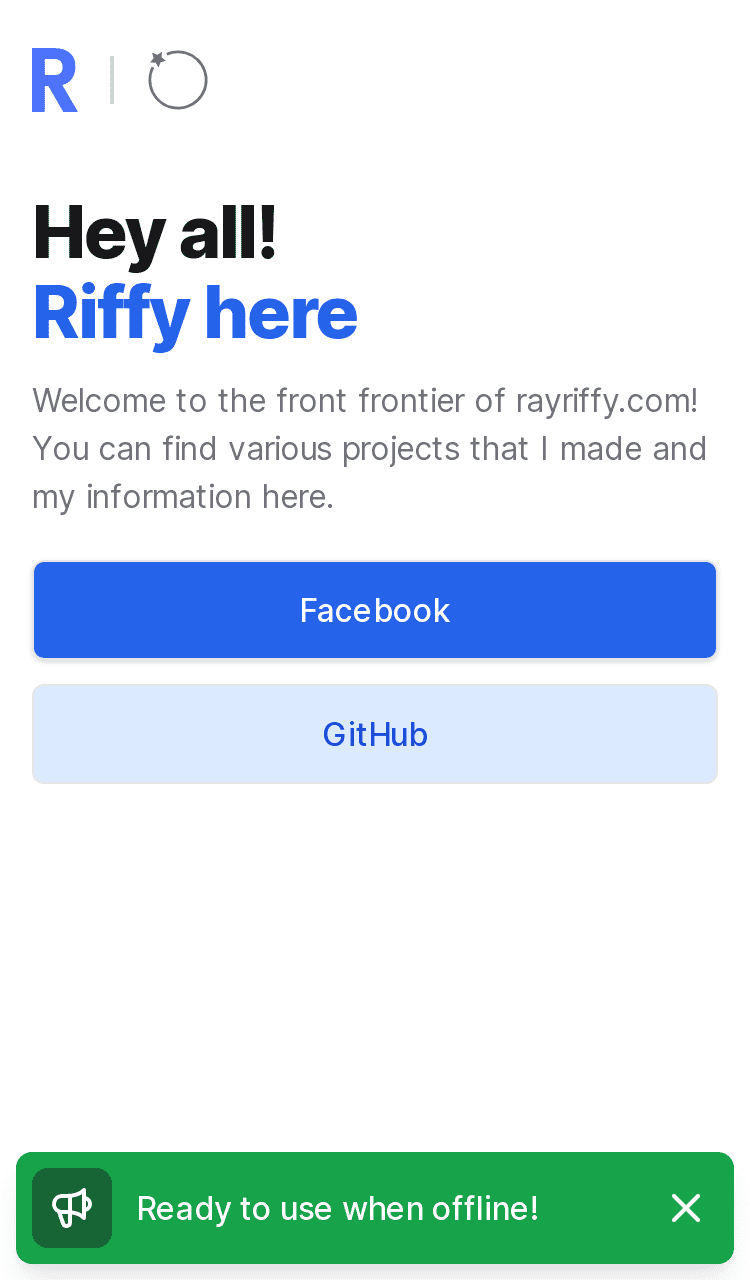 R
Hey all!
Riffy here
Welcome to the front frontier of rayriffy.com!
You can find various projects that I made and
my information here.
Facebook
GitHub
Ready to use when offline!